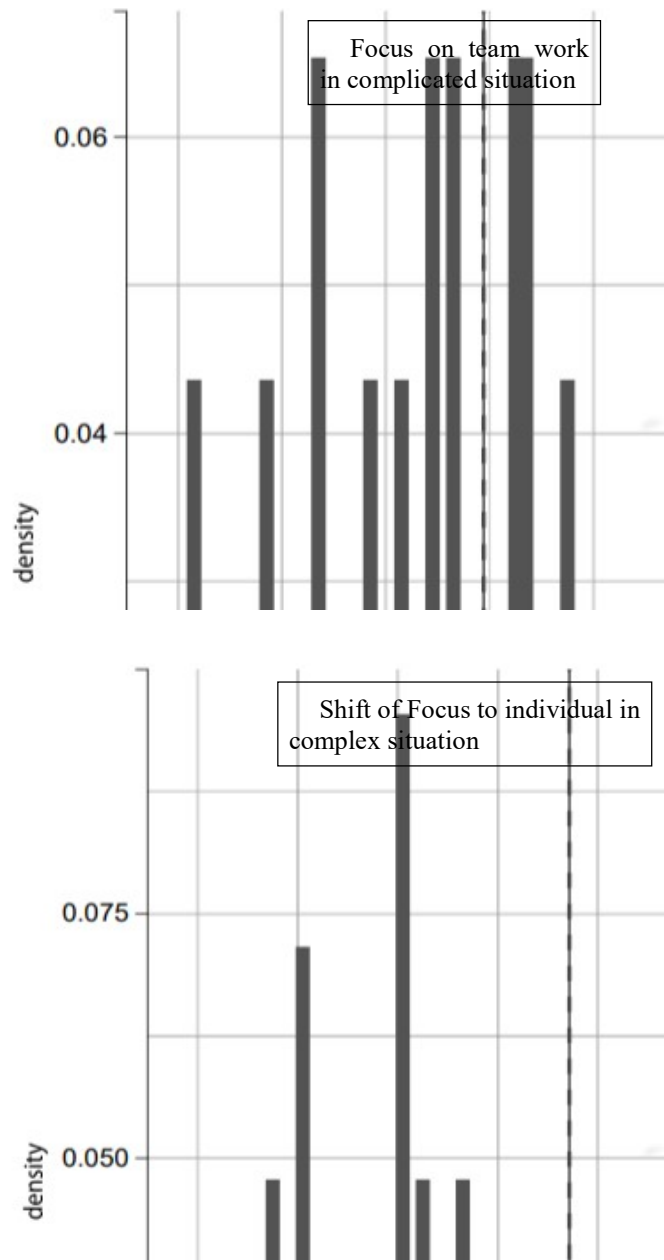 Focus on team work
in complicated situation
0.06
0.04
density
Shift of Focus to individual in
complex situation
0.075
0.050
density